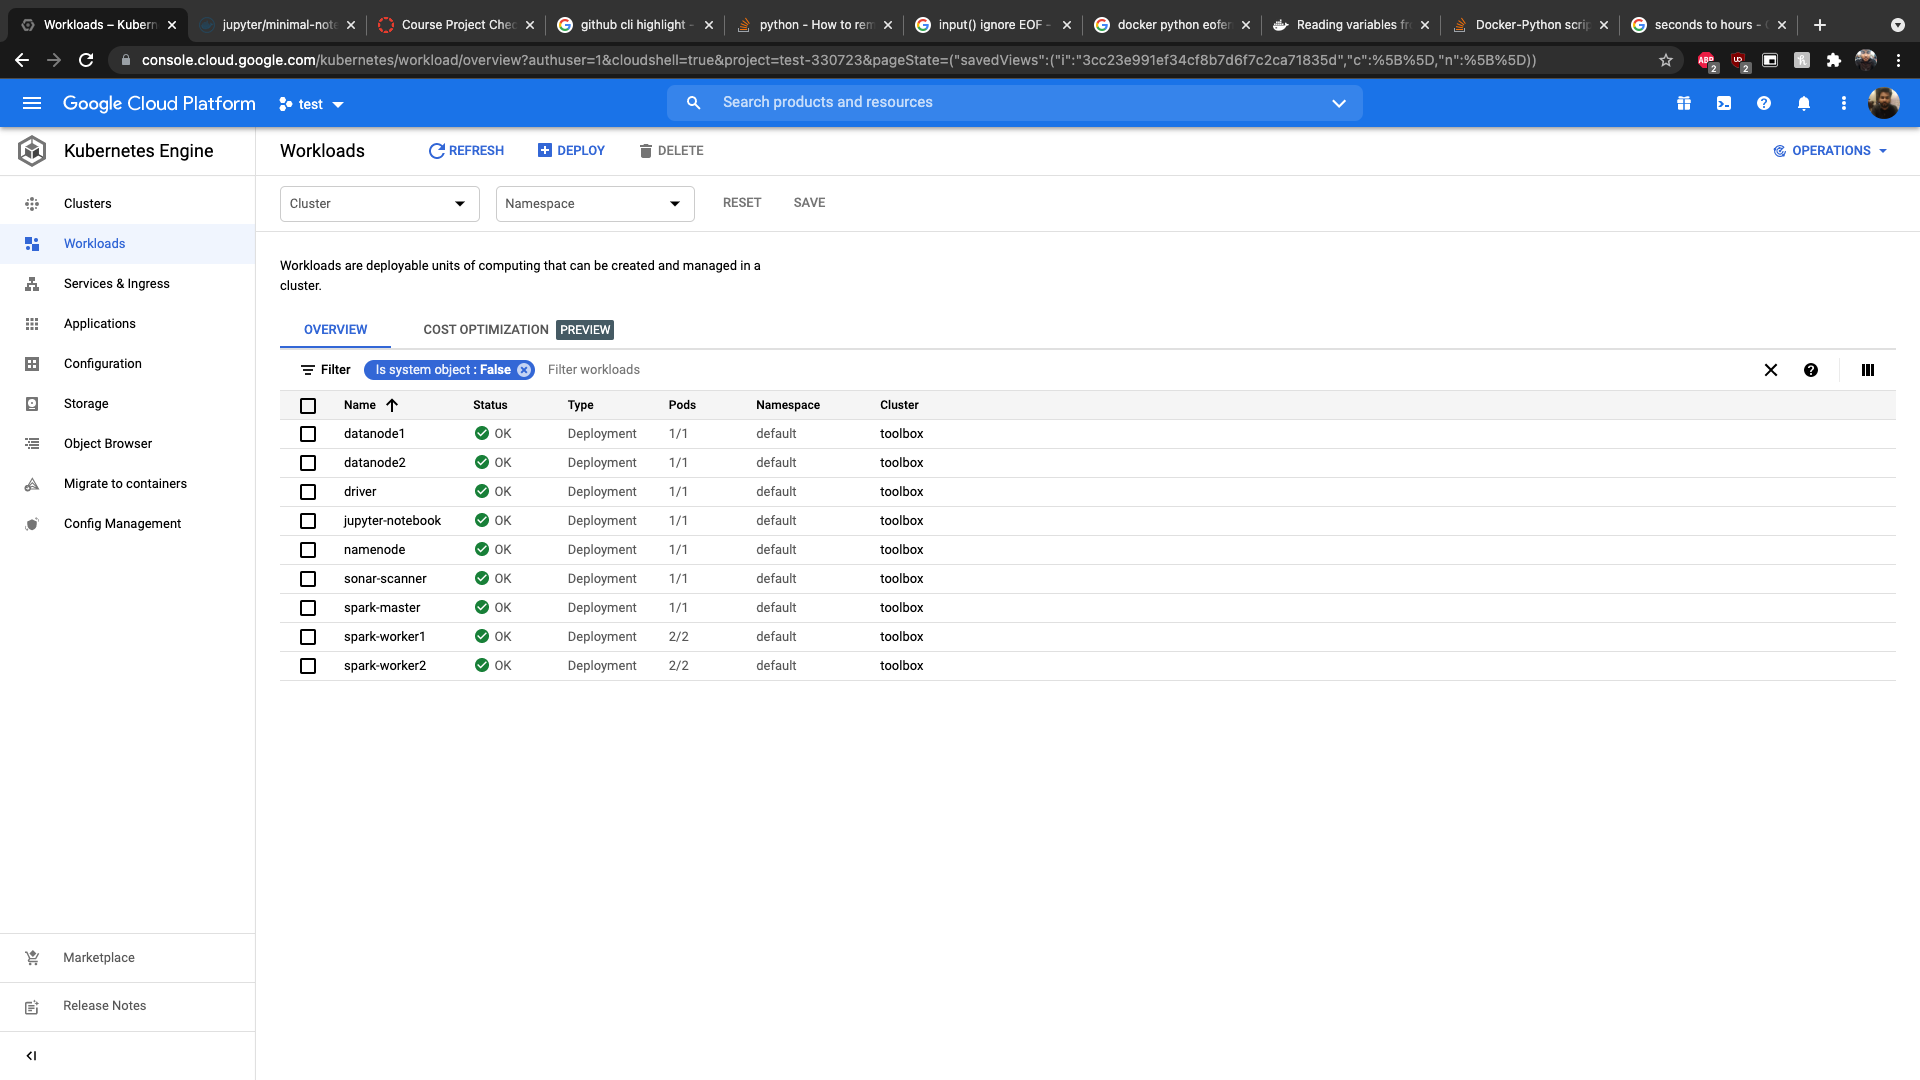 Workloads – Kubern
jupyter/minimal-note
Course Project Chec
github cli highlight -
python - How to rem
input() ignore EOF -
docker python eoferr
Reading variables fr
Docker-Python scrip
seconds to hours -
console.cloud.google.com/kubernetes/workload/overview?authuser=1&cloudshell=true&project=test-330723&pageState=("savedViews":("i":"3cc23e991ef34cf8b7d6f7c2ca71835d","c":%5B%5D,"n":%5B%5D))
ABP 2
2
Google Cloud Platform
test
Search products and resources
Kubernetes Engine
Workloads
REFRESH
DEPLOY
DELETE
OPERATIONS
Clusters
Workloads
Services & Ingress
Applications
Configuration
Storage
Object Browser
Migrate to containers
Config Management
Marketplace
Release Notes
Cluster
Namespace
RESET
SAVE
Workloads are deployable units of computing that can be created and managed in a
cluster.
OVERVIEW
COST OPTIMIZATION PREVIEW
Filter Is system object : False Filter workloads
Name Status Type Pods Namespace Cluster
datanode1 OK Deployment 1/1 default toolbox
datanode2 OK Deployment 1/1 default toolbox
driver OK Deployment 1/1 default toolbox
jupyter-notebook OK Deployment 1/1 default toolbox
namenode OK Deployment 1/1 default toolbox
sonar-scanner OK Deployment 1/1 default toolbox
spark-master OK Deployment 1/1 default toolbox
spark-worker1 OK Deployment 2/2 default toolbox
spark-worker2 OK Deployment 2/2 default toolbox